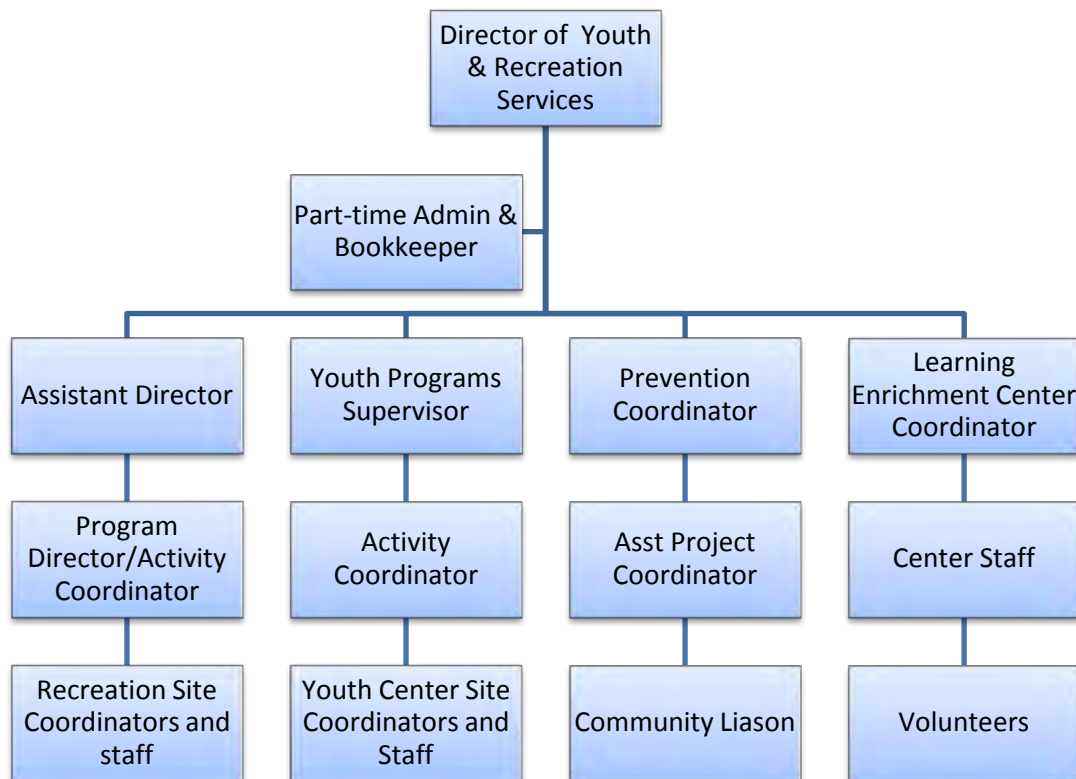 Director of Youth
& Recreation
Services
Part-time Admin &
Bookkeeper
Assistant Director
Youth Programs
Supervisor
Prevention
Coordinator
Learning
Enrichment Center
Coordinator
Program
Director/Activity
Coordinator
Activity
Coordinator
Asst Project
Coordinator
Center Staff
Recreation Site
Coordinators and
staff
Youth Center Site
Coordinators and
Staff
Community Liason
Volunteers